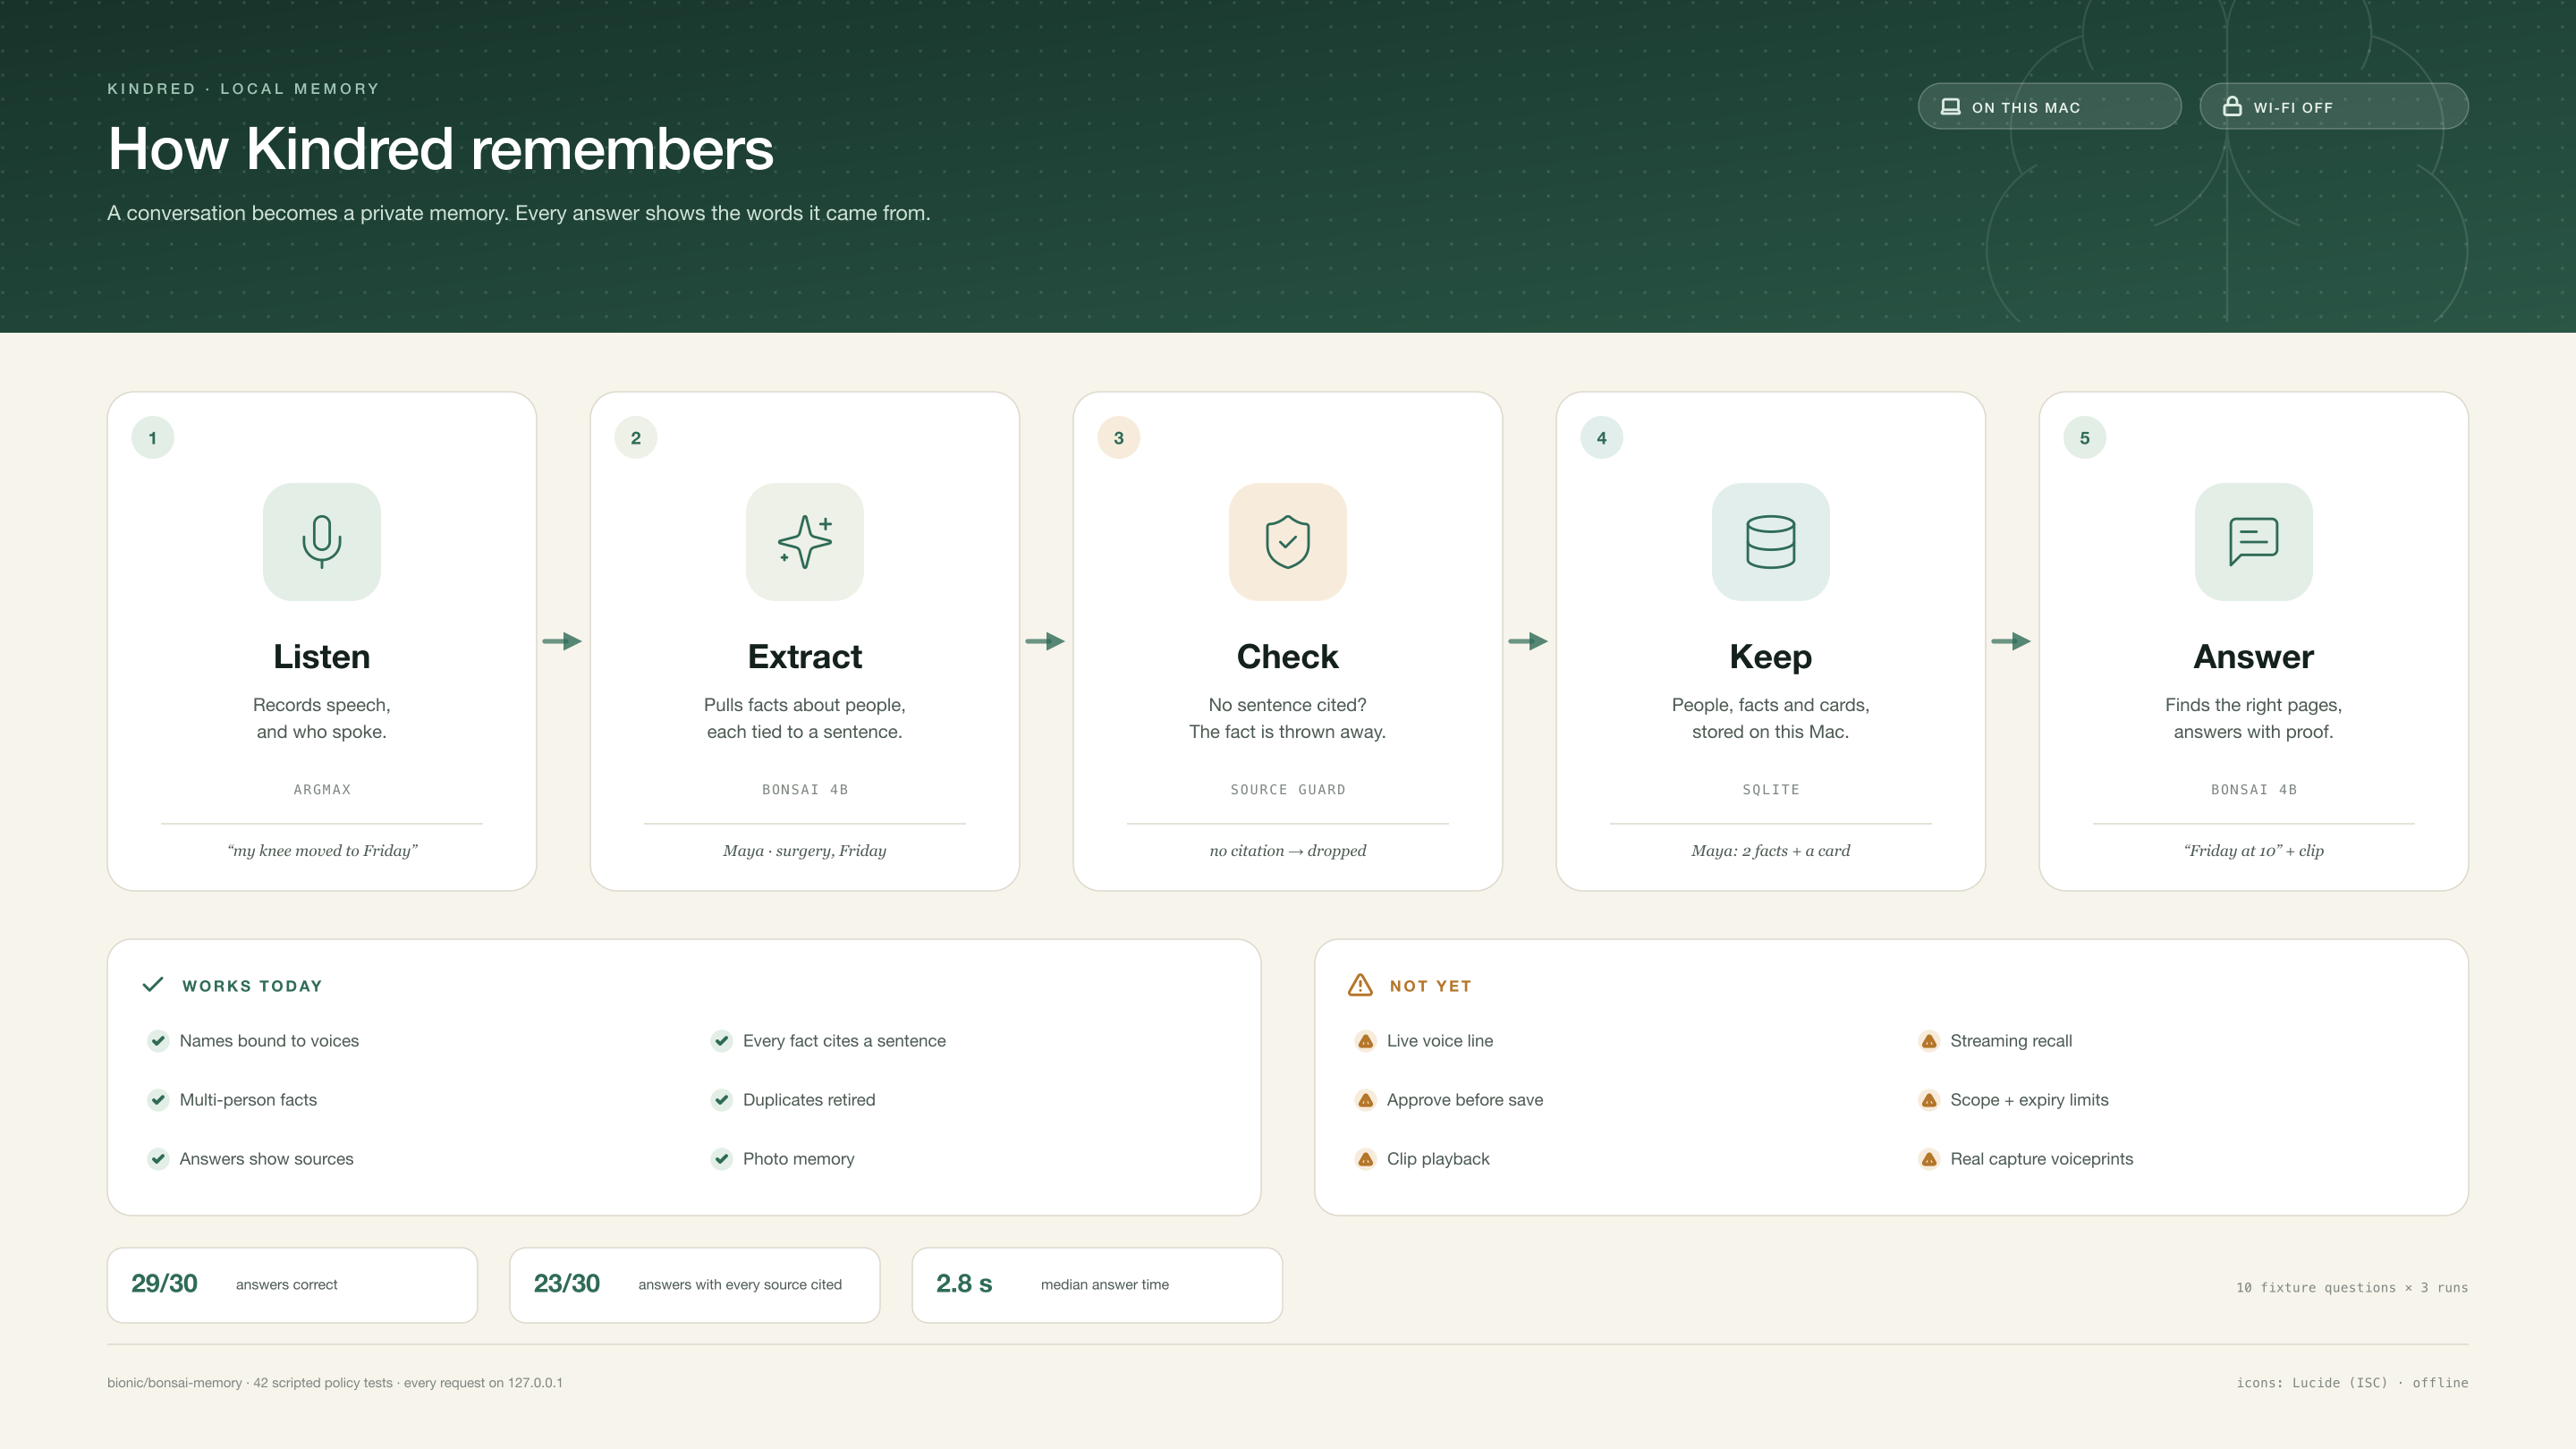 KINDRED · LOCAL MEMORY
How Kindred remembers
A conversation becomes a private memory. Every answer shows the words it came from.
ON THIS MAC
WI-FI OFF
1
Listen
Records speech,
and who spoke.
ARGMAX
“my knee moved to Friday”
2
Extract
Pulls facts about people,
each tied to a sentence.
BONSAI 4B
Maya · surgery, Friday
3
Check
No sentence cited?
The fact is thrown away.
SOURCE GUARD
no citation → dropped
4
Keep
People, facts and cards,
stored on this Mac.
SQLITE
Maya: 2 facts + a card
5
Answer
Finds the right pages,
answers with proof.
BONSAI 4B
“Friday at 10” + clip
WORKS TODAY
Names bound to voices
Every fact cites a sentence
Multi-person facts
Duplicates retired
Answers show sources
Photo memory
NOT YET
Live voice line
Streaming recall
Approve before save
Scope + expiry limits
Clip playback
Real capture voiceprints
29/30 answers correct
23/30 answers with every source cited
2.8 s median answer time
10 fixture questions × 3 runs
bionic/bonsai-memory · 42 scripted policy tests · every request on 127.0.0.1
icons: Lucide (ISC) · offline